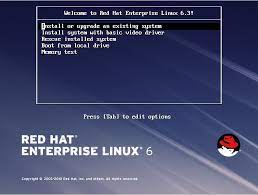 Welcome to Red Hat Enterprise Linux 6.3!
Install or upgrade an existing system
Install system with basic video driver
Rescue installed system
Boot from local drive
Memory test
Press [Tab] to edit options
RED HAT
ENTERPRISE LINUX 6
Copyright © 2003-2010 Red Hat, Inc. and others. All rights reserved.